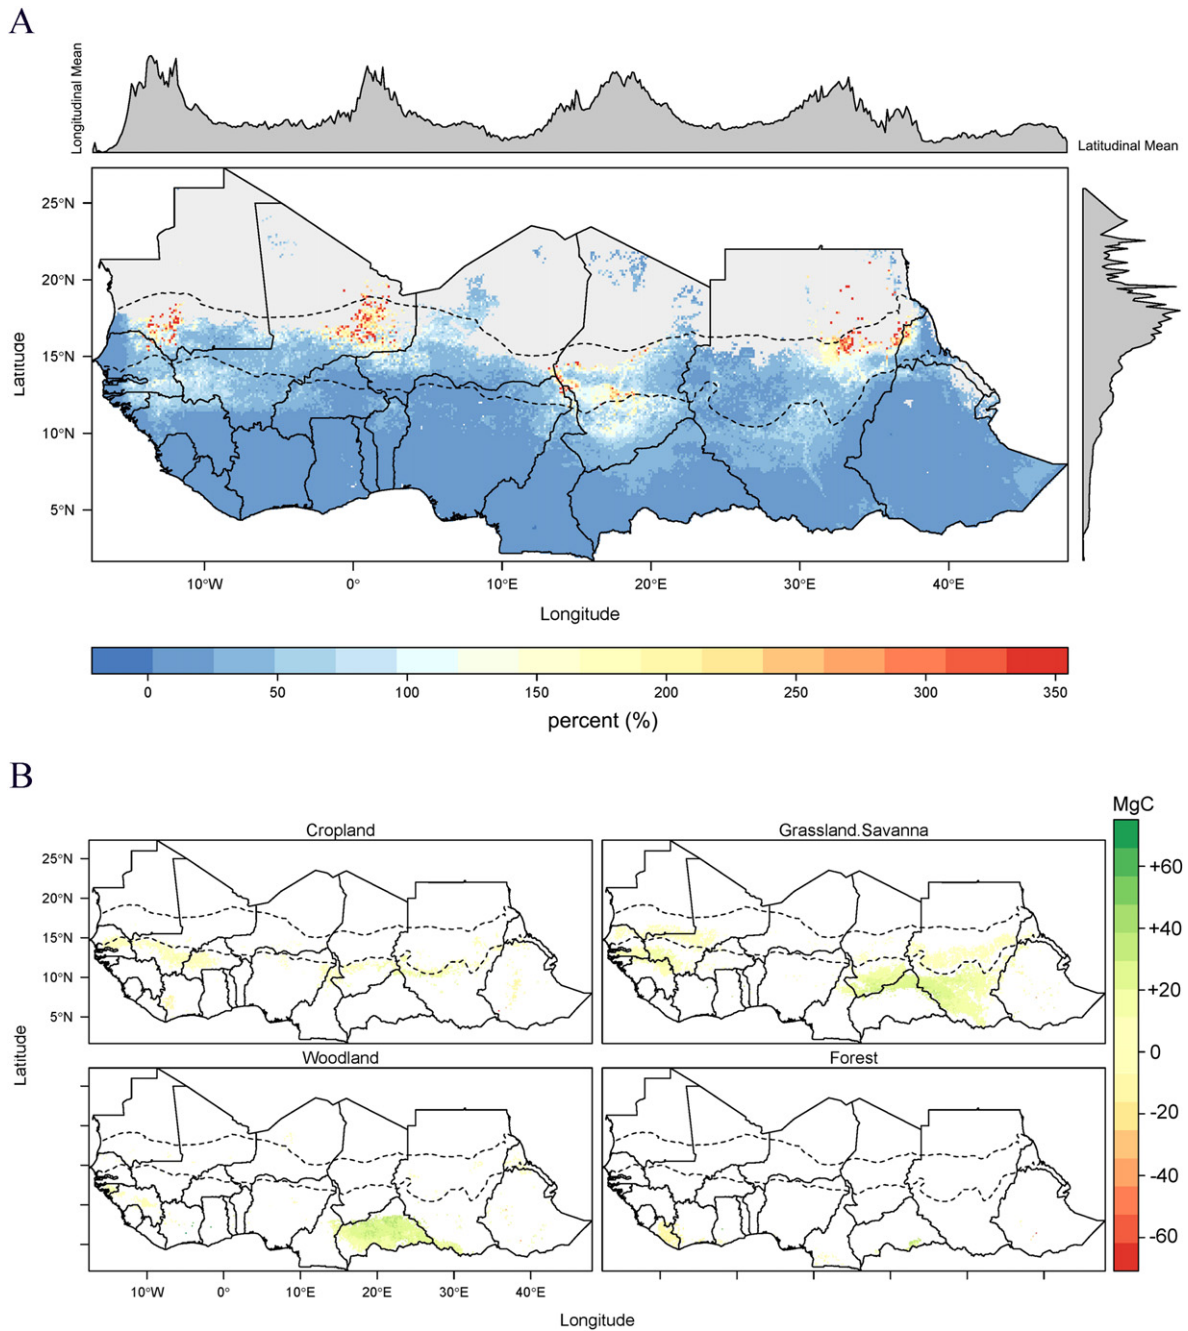 A
Longitudinal Mean
Latitudinal Mean
25°N
20°N
15°N
10°N
5°N
Latitude
10°W
0°
10°E
20°E
30°E
40°E
Longitude
0
50
100
150
200
250
300
350
percent (%)
B
MgC
Cropland
Grassland.Savanna
25°N
20°N
15°N
10°N
5°N
+60
+40
+20
0
-20
-40
-60
Latitude
Woodland
Forest
10°W
0°
10°E
20°E
30°E
40°E
Longitude